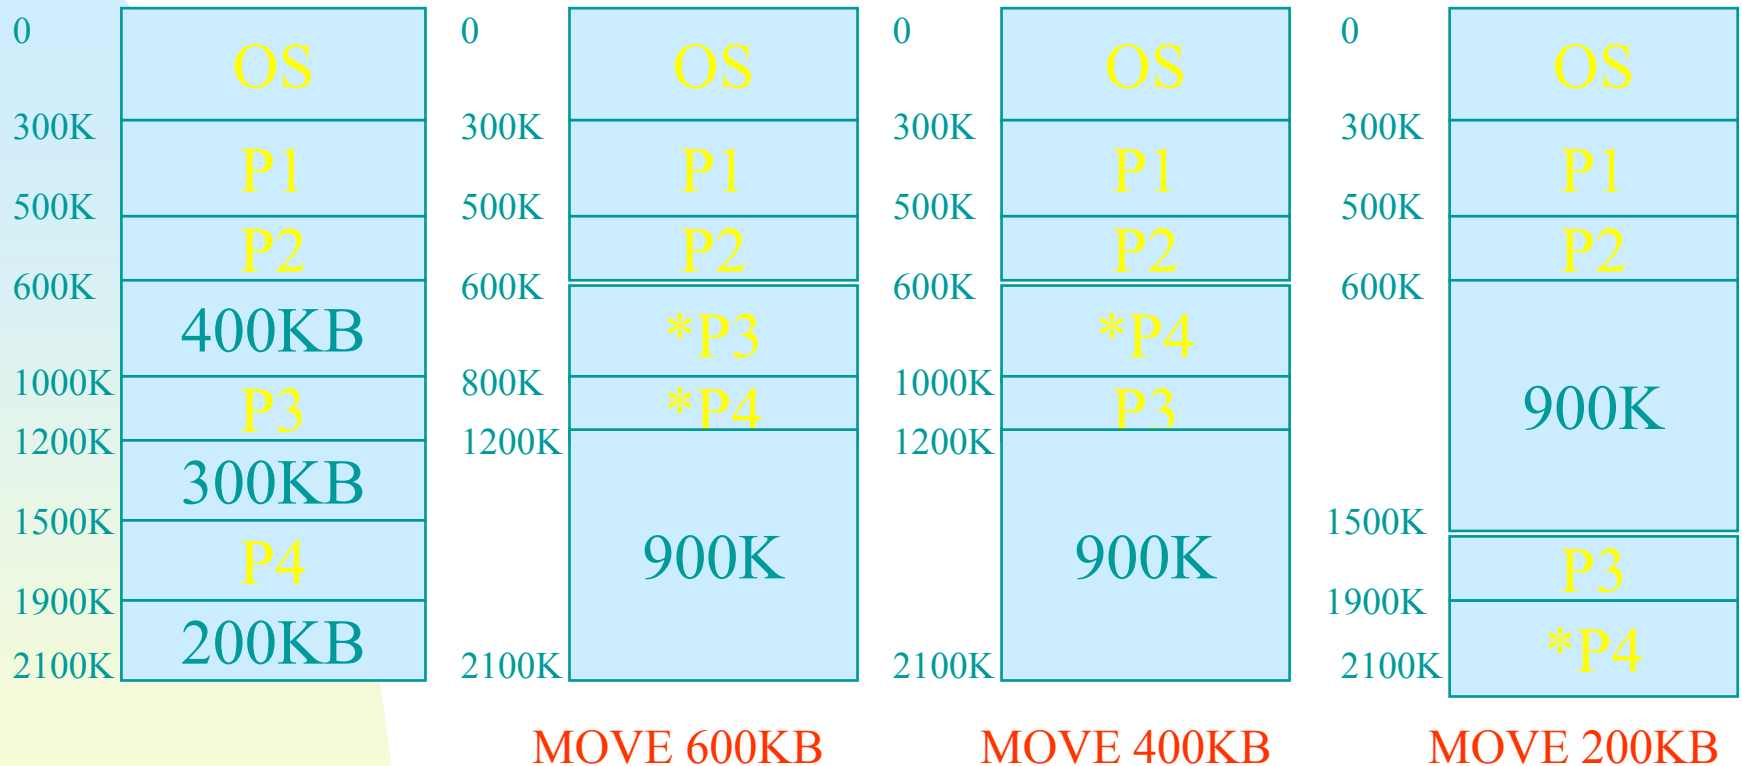 0
OS
300K
P1
500K
P2
600K
400KB
1000K
P3
1200K
300KB
1500K
P4
1900K
200KB
2100K
0
OS
300K
P1
500K
P2
600K
*P3
800K
*P4
1200K
900K
2100K
MOVE 600KB
0
OS
300K
P1
500K
P2
600K
*P4
1000K
P3
1200K
900K
2100K
MOVE 400KB
0
OS
300K
P1
500K
P2
600K
900K
1500K
P3
1900K
*P4
2100K
MOVE 200KB